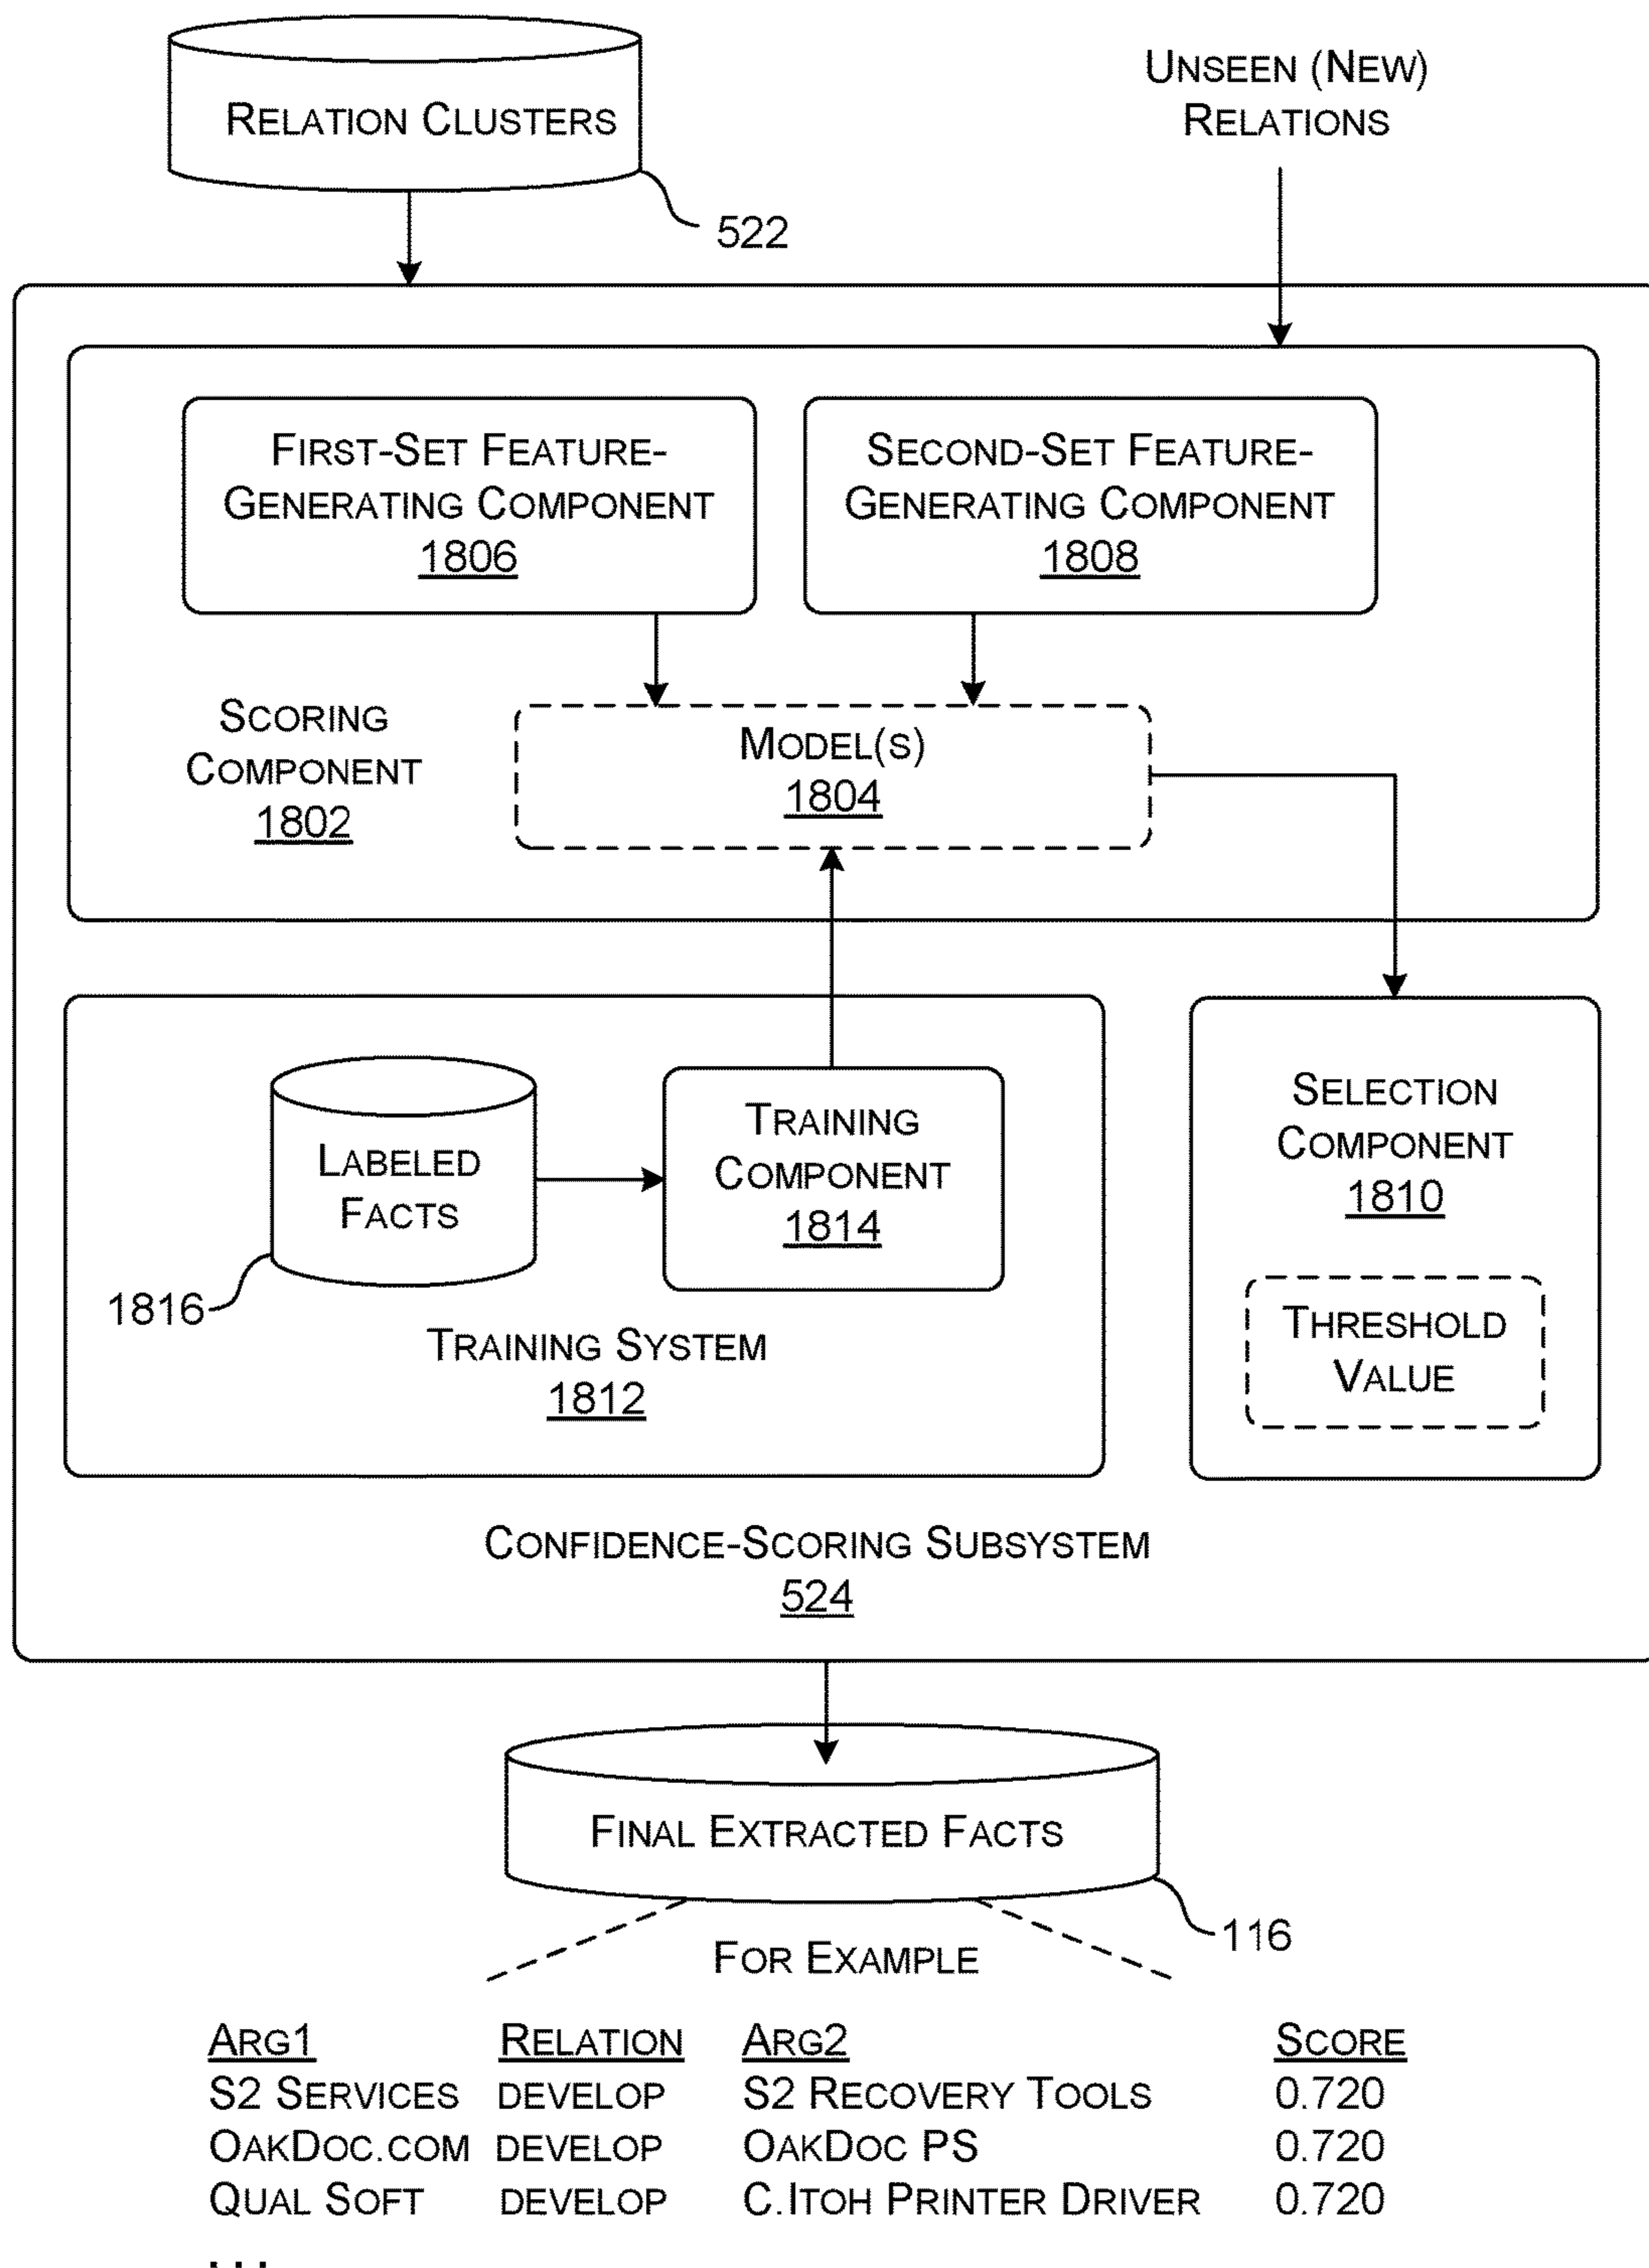 RELATION CLUSTERS
522
UNSEEN (NEW)
RELATIONS
FIRST-SET FEATURE-
GENERATING COMPONENT
1806
SECOND-SET FEATURE-
GENERATING COMPONENT
1808
SCORING
COMPONENT
1802
MODEL(S)
1804
LABELED
FACTS
1816
TRAINING
COMPONENT
1814
TRAINING SYSTEM
1812
SELECTION
COMPONENT
1810
THRESHOLD
VALUE
CONFIDENCE-SCORING SUBSYSTEM
524
FINAL EXTRACTED FACTS
116
FOR EXAMPLE
ARG1 RELATION ARG2 SCORE
S2 SERVICES DEVELOP S2 RECOVERY TOOLS 0.720
OAKDOC.COM DEVELOP OAKDOC PS 0.720
QUAL SOFT DEVELOP C.ITOH PRINTER DRIVER 0.720
...